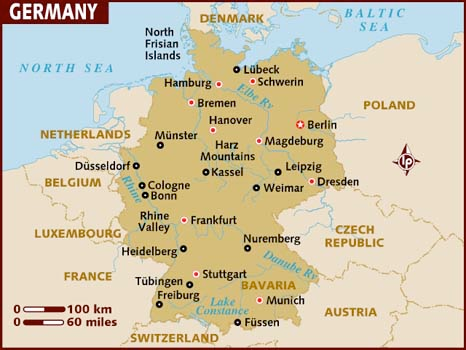 GERMANY
DENMARK
BALTIC
SEA
North
Frisian
Islands
NORTH SEA
Lübeck
Hamburg
Schwerin
Elbe Rv
Bremen
POLAND
Hanover
Berlin
NETHERLANDS
Münster
Harz
Mountains
Magdeburg
Düsseldorf
Kassel
Leipzig
LP
BELGIUM
Rhine
Cologne
Bonn
Weimar
Dresden
Rhine
Valley
Frankfurt
LUXEMBOURG
CZECH
REPUBLIC
Heidelberg
Nuremberg
Danube Rv
FRANCE
Stuttgart
Tübingen
BAVARIA
Freiburg
Lake
Constance
Munich
0 100 km
0 60 miles
Füssen
AUSTRIA
SWITZERLAND